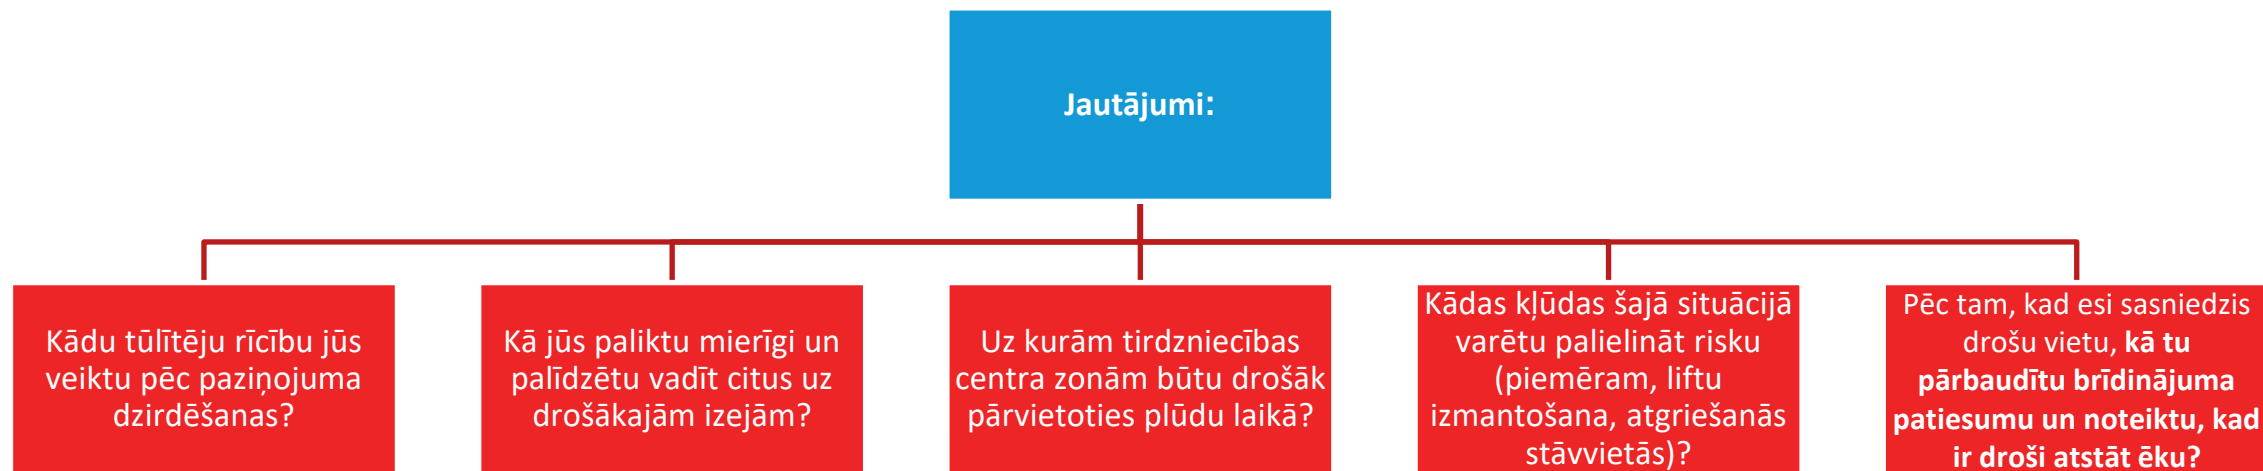 Jautājumi:
Kādu tūlītēju rīcību jūs
veiktu pēc paziņojuma
dzirdēšanas?
Kā jūs paliktu mierīgi un
palīdzētu vadīt citus uz
drošākajām izejām?
Uz kurām tirdzniecības
centra zonām būtu drošāk
pārvietoties plūdu laikā?
Kādas kļūdas šajā situācijā
varētu palielināt risku
(piemēram, liftu
izmantošana, atgriešanās
stāvvietās)?
Pēc tam, kad esi sasniedzis
drošu vietu, kā tu
pārbaudītu brīdinājuma
patiesumu un noteiktu, kad
ir droši atstāt ēku?